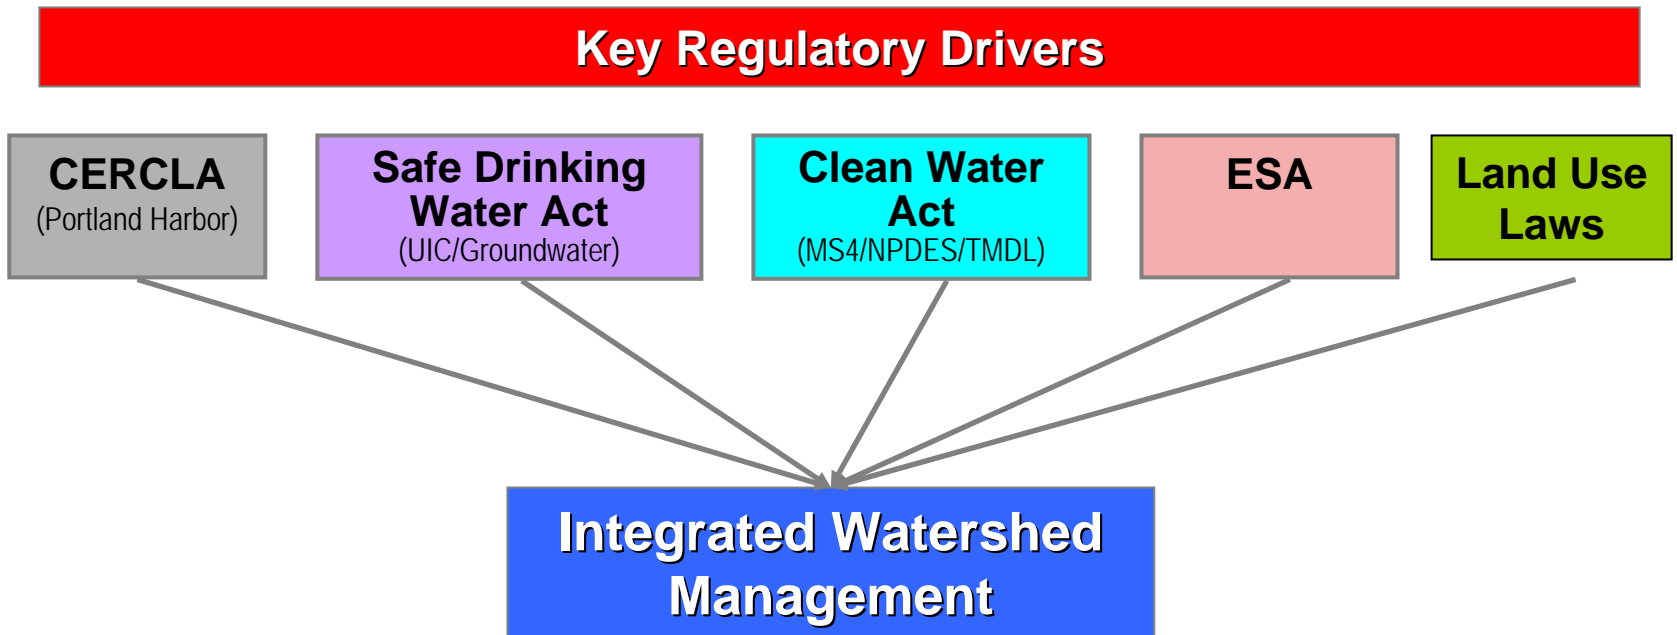 Key Regulatory Drivers
CERCLA
(Portland Harbor)
Safe Drinking
Water Act
(UIC/Groundwater)
Clean Water
Act
(MS4/NPDES/TMDL)
ESA
Land Use
Laws
Integrated Watershed
Management